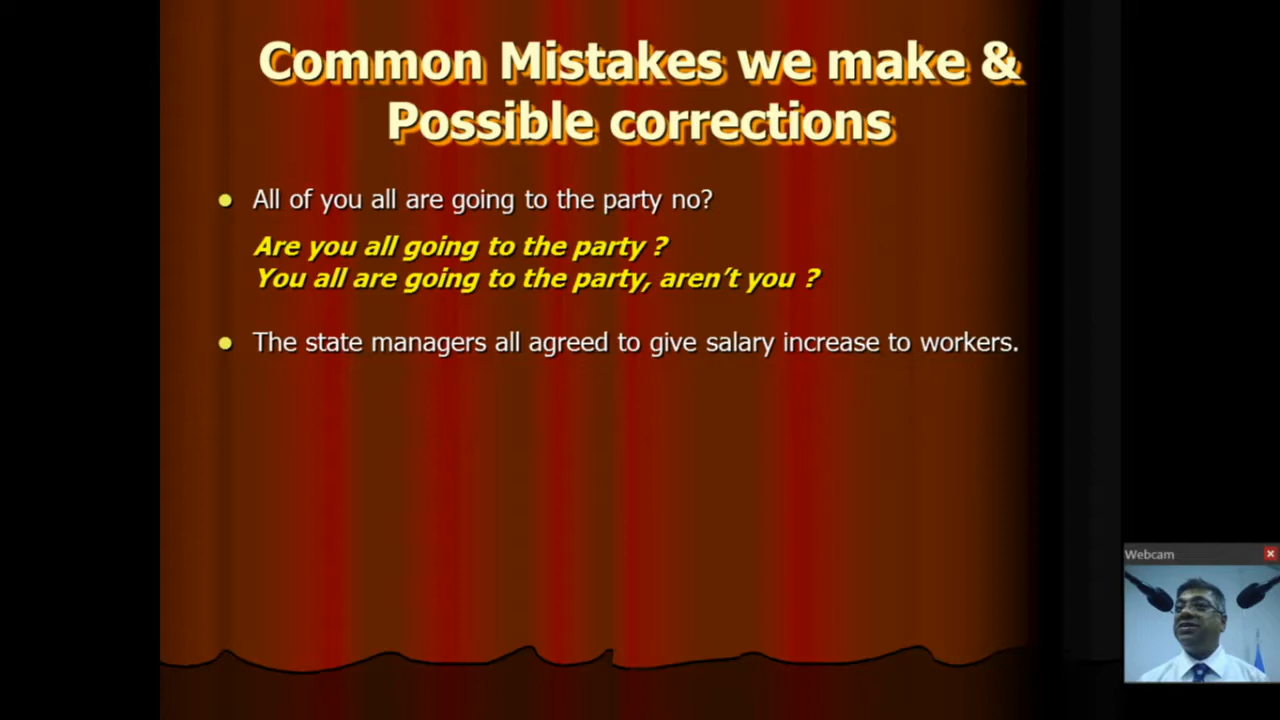 Common Mistakes we make &
Possible corrections
All of you all are going to the party no?
Are you all going to the party ?
You all are going to the party, aren’t you ?
The state managers all agreed to give salary increase to workers.
Webcam